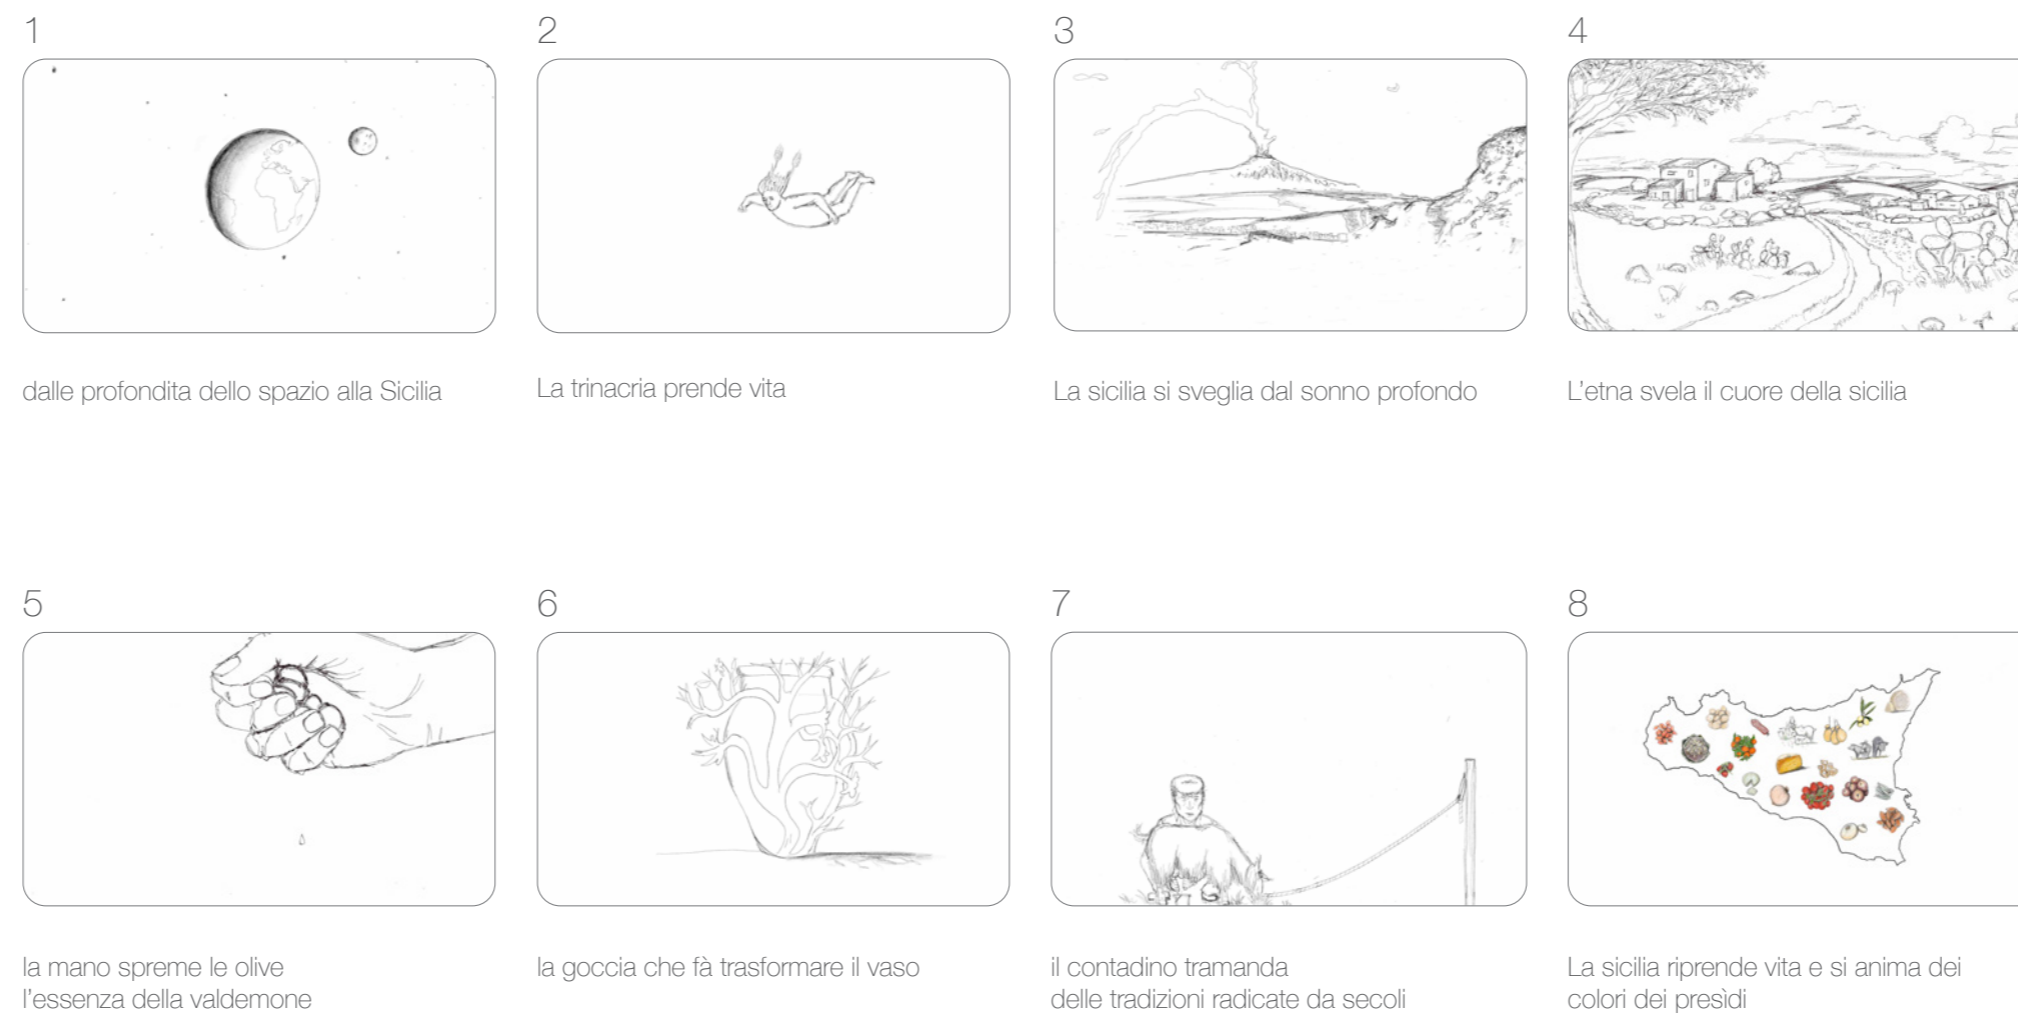 1
2
3
4
dalle profondita dello spazio alla Sicilia
La trinacria prende vita
La sicilia si sveglia dal sonno profondo
L'etna svela il cuore della sicilia
5
6
7
8
la mano spreme le olive
l'essenza della valdemone
la goccia che fà trasformare il vaso
il contadino tramanda
delle tradizioni radicate da secoli
La sicilia riprende vita e si anima dei
colori dei presìdi